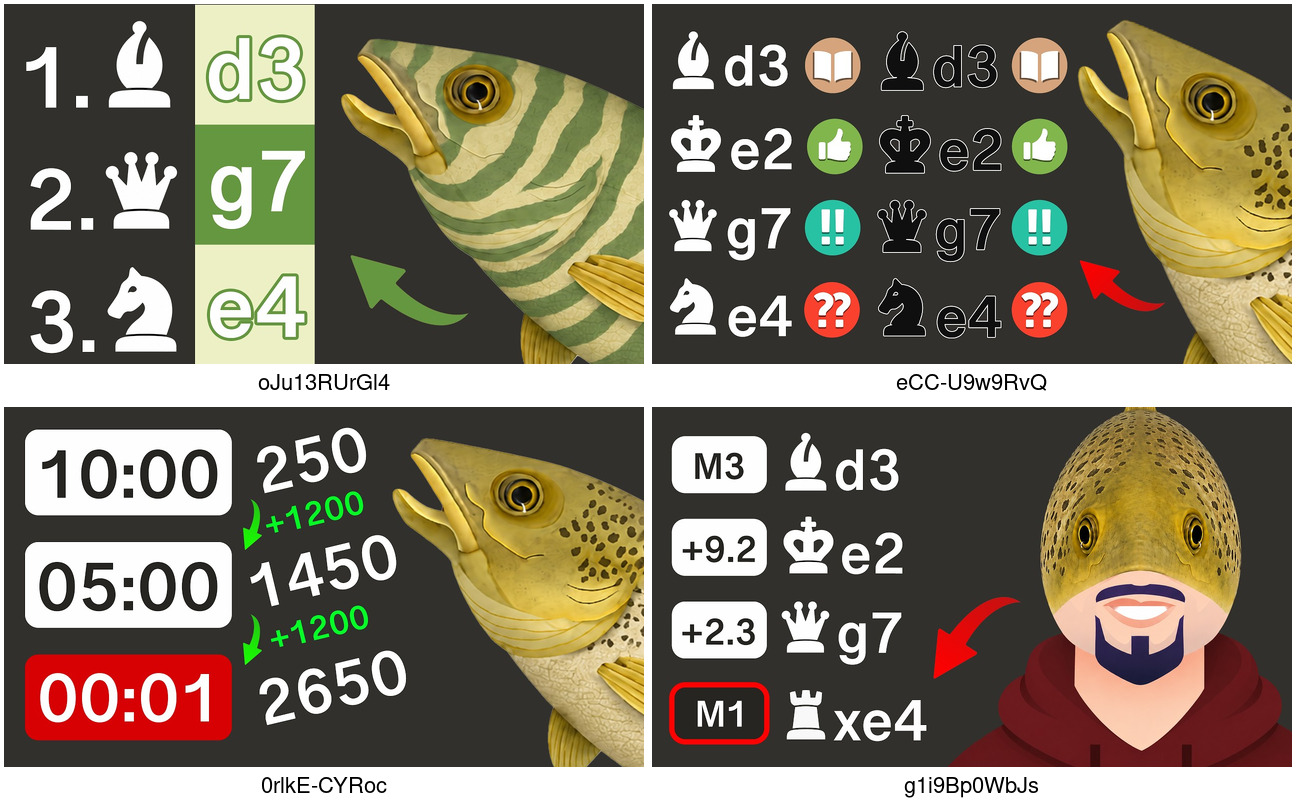 1. d3
2. g7
3. e4
oJu13RUrGl4
d3 d3
e2 e2
g7 !! g7 !!
e4 ?? e4 ??
eCC-U9w9RvQ
10:00 250
+1200
05:00 1450
+1200
00:01 2650
0rlkE-CYRoc
M3 d3
+9.2 e2
+2.3 g7
M1 xe4
g1i9Bp0WbJs